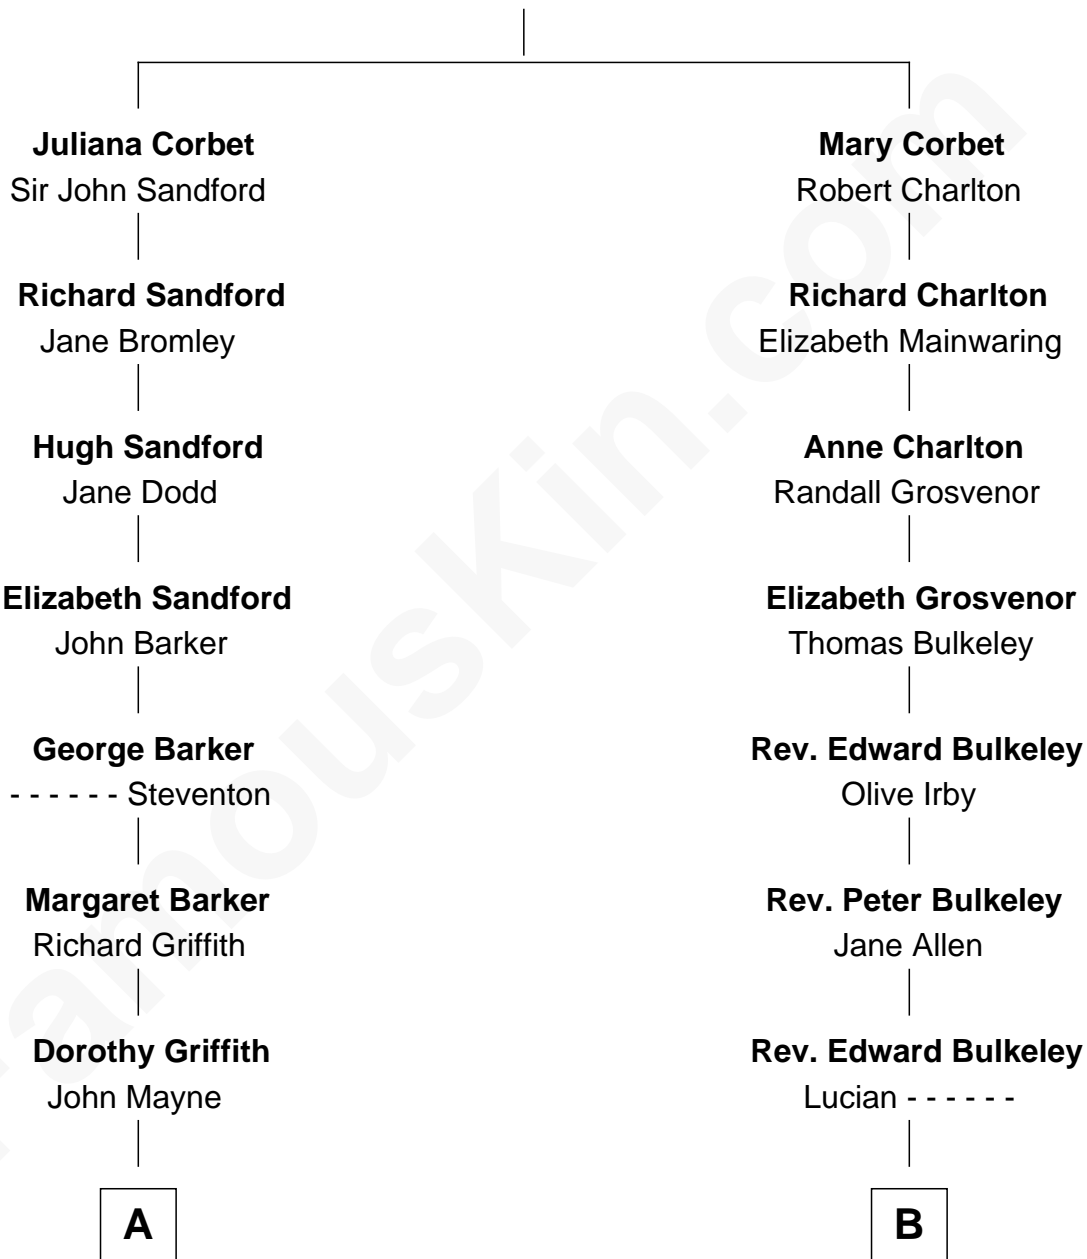 Juliana Corbet
Sir John Sandford
Richard Sandford
Jane Bromley
Hugh Sandford
Jane Dodd
Elizabeth Sandford
John Barker
George Barker
- - - - - - Steventon
Margaret Barker
Richard Griffith
Dorothy Griffith
John Mayne
A
Mary Corbet
Robert Charlton
Richard Charlton
Elizabeth Mainwaring
Anne Charlton
Randall Grosvenor
Elizabeth Grosvenor
Thomas Bulkeley
Rev. Edward Bulkeley
Olive Irby
Rev. Peter Bulkeley
Jane Allen
Rev. Edward Bulkeley
Lucian - - - - - -
B
FamousKin.com